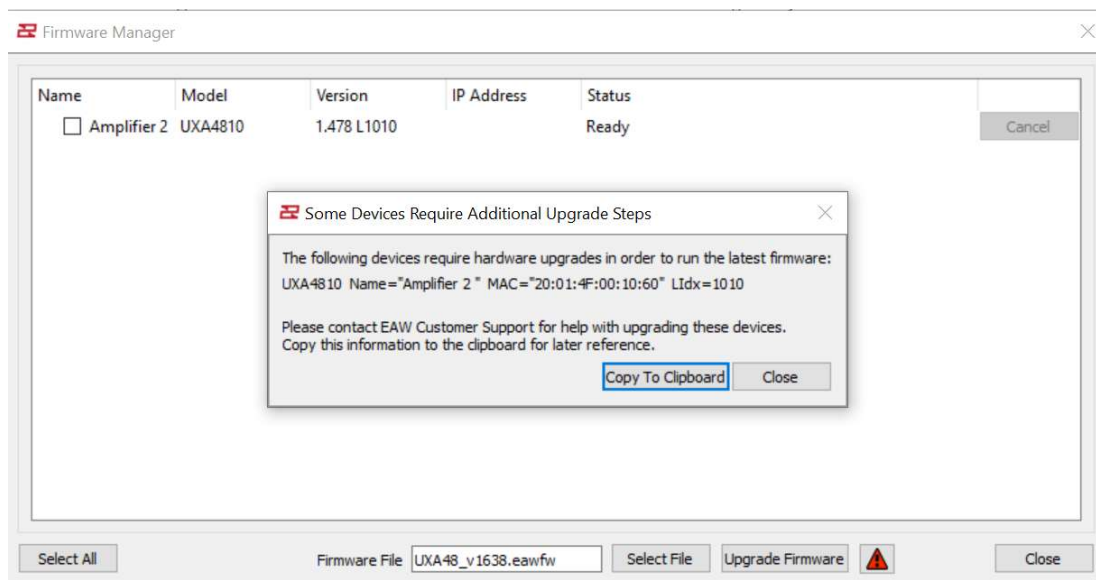 Firmware Manager
Name Model Version IP Address Status
Amplifier 2 UXA4810 1.478 L1010 Ready Cancel
Some Devices Require Additional Upgrade Steps
The following devices require hardware upgrades in order to run the latest firmware:
UXA4810 Name="Amplifier 2 " MAC="20:01:4F:00:10:60" LIdx=1010
Please contact EAW Customer Support for help with upgrading these devices.
Copy this information to the clipboard for later reference.
Copy To Clipboard Close
Select All Firmware File UXA48_v1638.eawfw Select File Upgrade Firmware Close